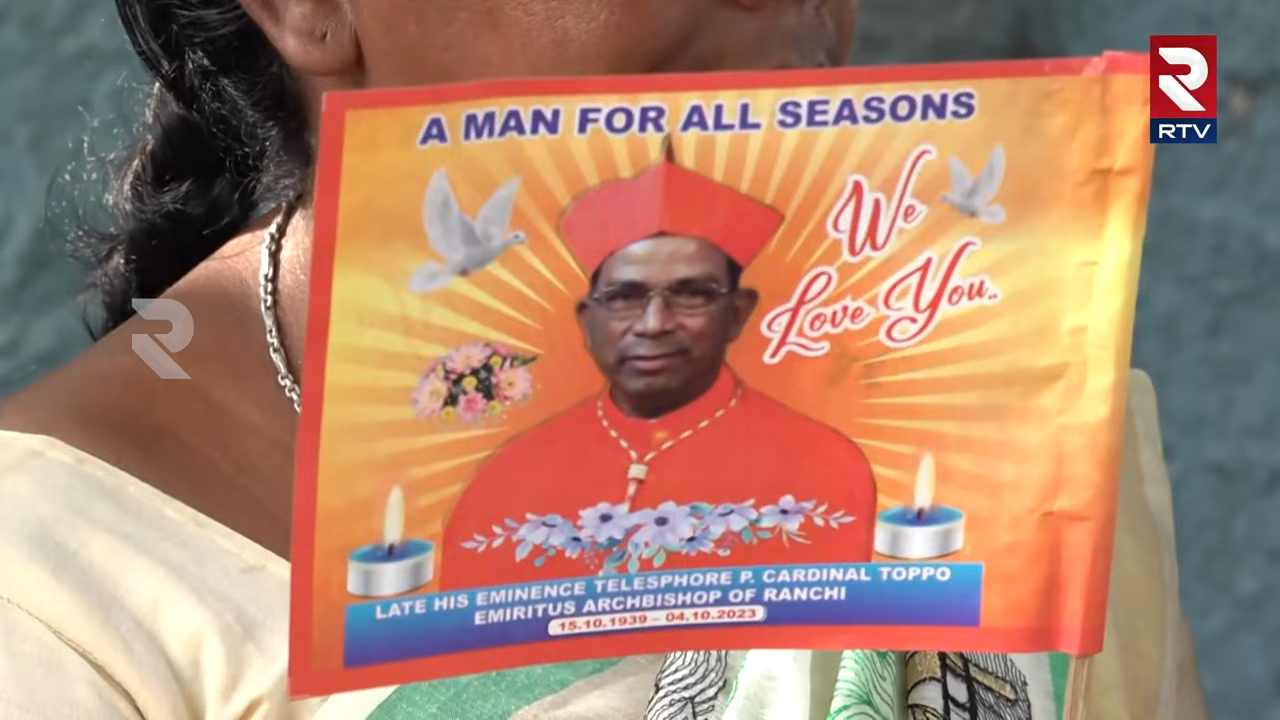 A MAN FOR ALL SEASONS
We
Love You..
LATE HIS EMINENCE TELESPHORE P. CARDINAL TOPPO
EMIRITUS ARCHBISHOP OF RANCHI
15.10.1939 – 04.10.2023
R
RTV
R